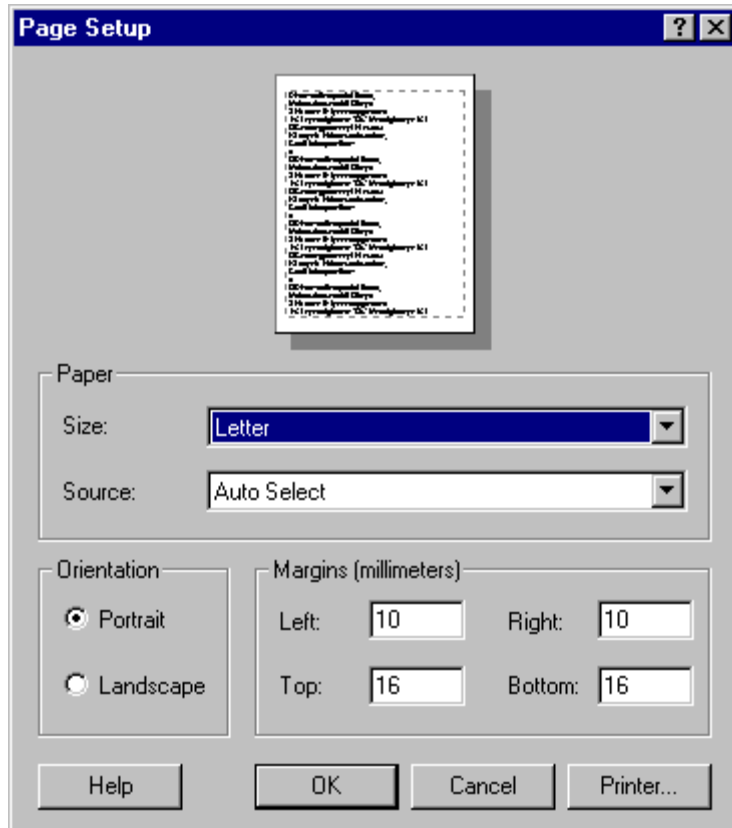 Page Setup
Paper
Size: Letter
Source: Auto Select
Orientation
Portrait
Landscape
Margins (millimeters)
Left: 10 Right: 10
Top: 16 Bottom: 16
Help OK Cancel Printer...